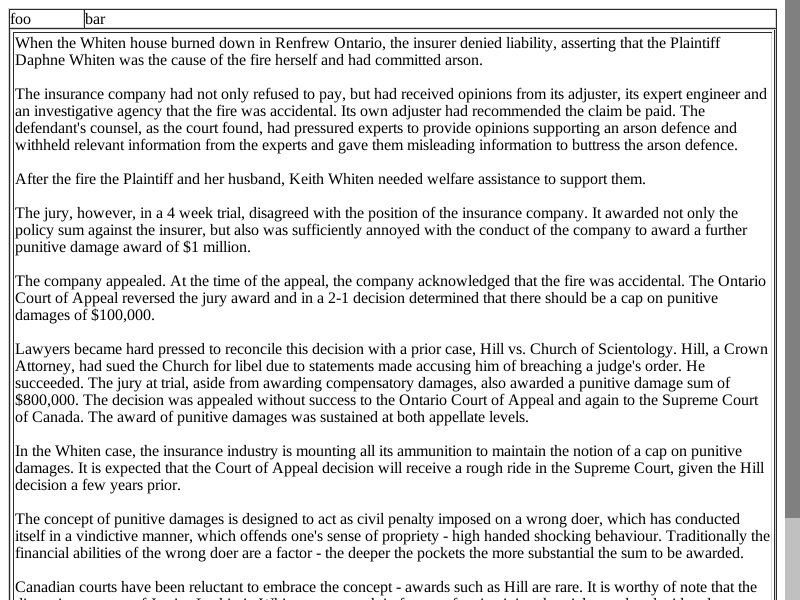 foo bar
When the Whiten house burned down in Renfrew Ontario, the insurer denied liability, asserting that the Plaintiff
Daphne Whiten was the cause of the fire herself and had committed arson.
The insurance company had not only refused to pay, but had received opinions from its adjuster, its expert engineer and
an investigative agency that the fire was accidental. Its own adjuster had recommended the claim be paid. The
defendant's counsel, as the court found, had pressured experts to provide opinions supporting an arson defence and
withheld relevant information from the experts and gave them misleading information to buttress the arson defence.
After the fire the Plaintiff and her husband, Keith Whiten needed welfare assistance to support them.
The jury, however, in a 4 week trial, disagreed with the position of the insurance company. It awarded not only the
policy sum against the insurer, but also was sufficiently annoyed with the conduct of the company to award a further
punitive damage award of $1 million.
The company appealed. At the time of the appeal, the company acknowledged that the fire was accidental. The Ontario
Court of Appeal reversed the jury award and in a 2-1 decision determined that there should be a cap on punitive
damages of $100,000.
Lawyers became hard pressed to reconcile this decision with a prior case, Hill vs. Church of Scientology. Hill, a Crown
Attorney, had sued the Church for libel due to statements made accusing him of breaching a judge's order. He
succeeded. The jury at trial, aside from awarding compensatory damages, also awarded a punitive damage sum of
$800,000. The decision was appealed without success to the Ontario Court of Appeal and again to the Supreme Court
of Canada. The award of punitive damages was sustained at both appellate levels.
In the Whiten case, the insurance industry is mounting all its ammunition to maintain the notion of a cap on punitive
damages. It is expected that the Court of Appeal decision will receive a rough ride in the Supreme Court, given the Hill
decision a few years prior.
The concept of punitive damages is designed to act as civil penalty imposed on a wrong doer, which has conducted
itself in a vindictive manner, which offends one's sense of propriety - high handed shocking behaviour. Traditionally the
financial abilities of the wrong doer are a factor - the deeper the pockets the more substantial the sum to be awarded.
Canadian courts have been reluctant to embrace the concept - awards such as Hill are rare. It is worthy of note that the